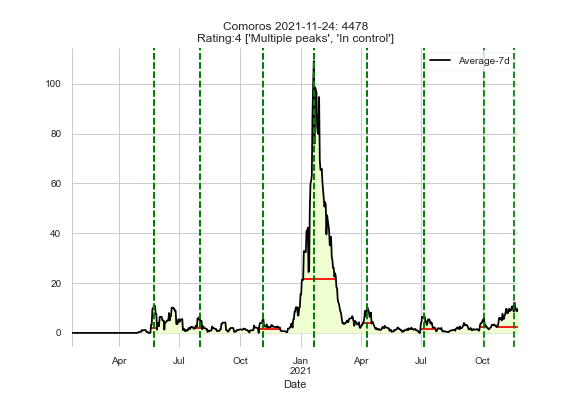 Comoros 2021-11-24: 4478
Rating:4 ['Multiple peaks', 'In control']
Average-7d
100
80
60
40
20
0
Apr
Jul
Oct
Jan
2021
Apr
Jul
Oct
Date